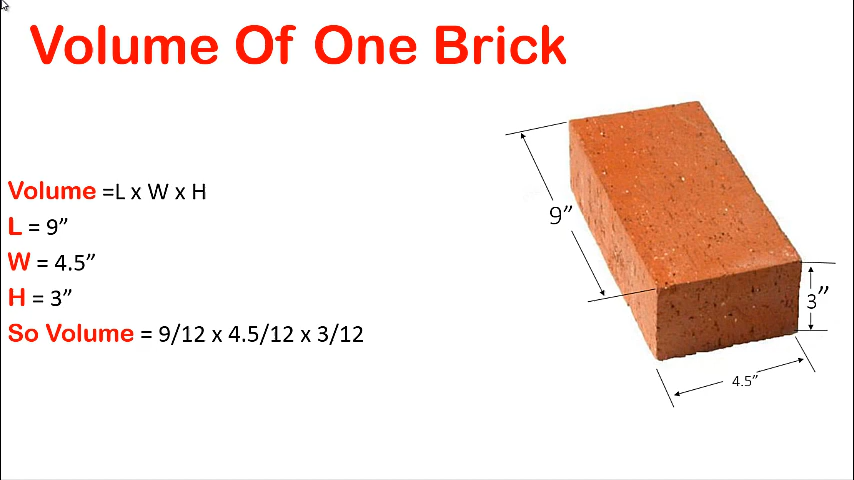 Volume Of One Brick
Volume =L x W x H
L = 9”
W = 4.5”
H = 3”
So Volume = 9/12 x 4.5/12 x 3/12
9”
3”
4.5”